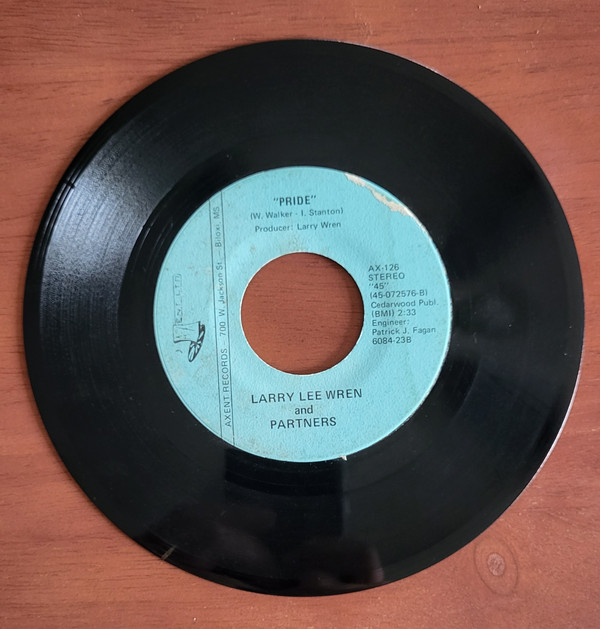 "PRIDE"
(W. Walker - I. Stanton)
Producer: Larry Wren
AX-126
STEREO
"45"
(45-072576-B)
Cedarwood Publ.
(BMI) 2:33
Engineer:
Patrick J. Fagan
6084-23B
AXENT RECORDS - 700 W. Jackson St. - Biloxi, MS
LARRY LEE WREN
and
PARTNERS